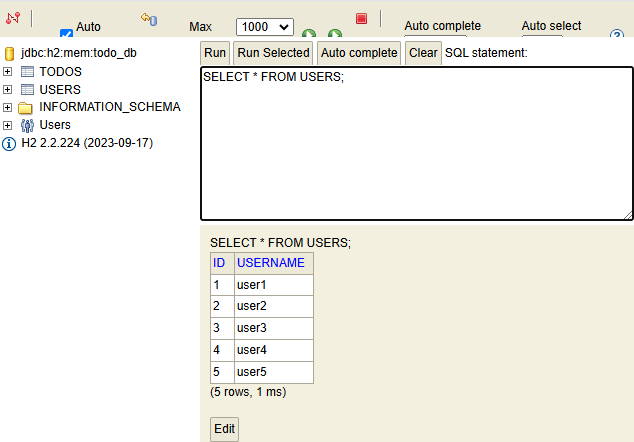 Auto
Max
1000
Auto complete
Auto select
jdbc:h2:mem:todo_db
TODOS
USERS
INFORMATION_SCHEMA
Users
H2 2.2.224 (2023-09-17)
Run Run Selected Auto complete Clear SQL statement:
SELECT * FROM USERS;
SELECT * FROM USERS;
ID USERNAME
1 user1
2 user2
3 user3
4 user4
5 user5
(5 rows, 1 ms)
Edit